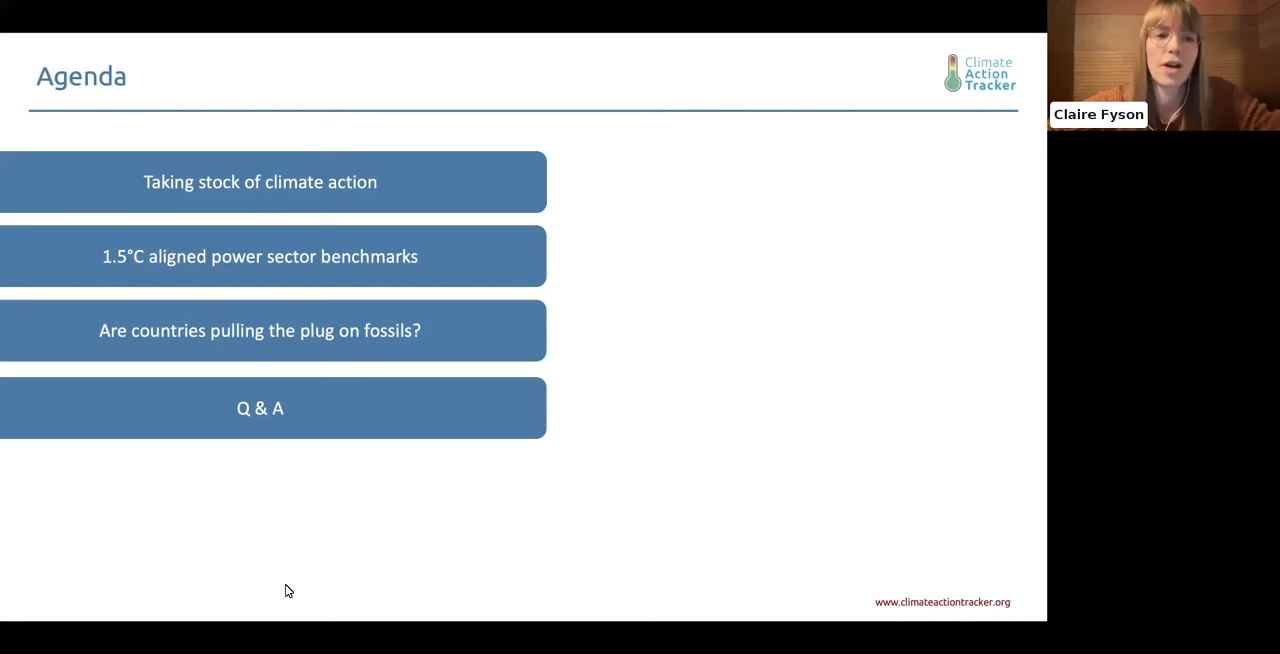 Agenda
Climate
Action
Tracker
Claire Fyson
Taking stock of climate action
1.5°C aligned power sector benchmarks
Are countries pulling the plug on fossils?
Q & A
www.climateactiontracker.org